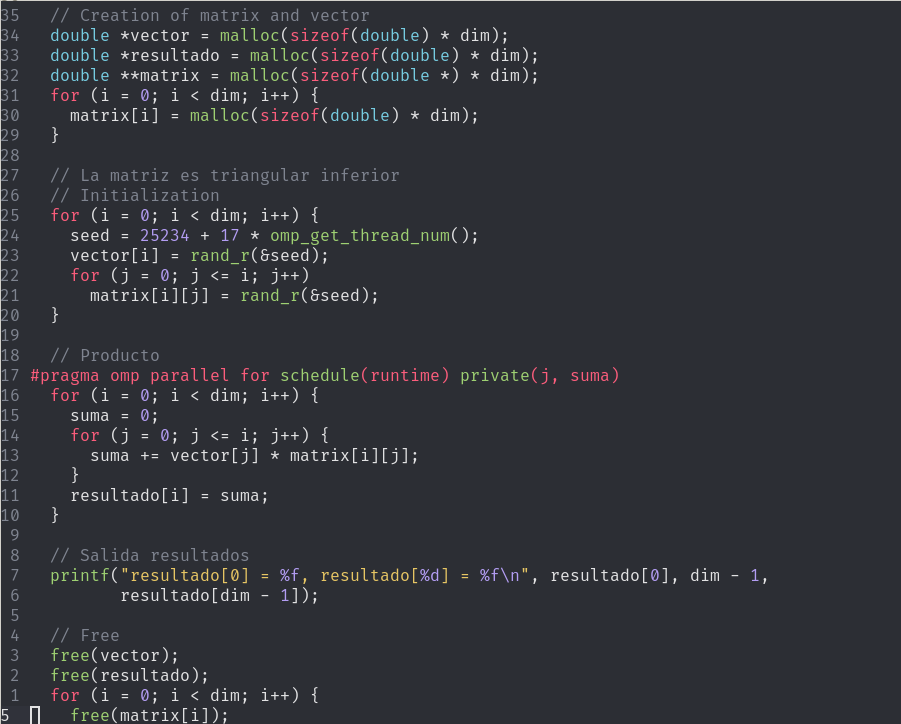 35   // Creation of matrix and vector
34   double *vector = malloc(sizeof(double) * dim);
33   double *resultado = malloc(sizeof(double) * dim);
32   double **matrix = malloc(sizeof(double *) * dim);
31   for (i = 0; i < dim; i++) {
30     matrix[i] = malloc(sizeof(double) * dim);
29   }
28
27   // La matriz es triangular inferior
26   // Initialization
25   for (i = 0; i < dim; i++) {
24     seed = 25234 + 17 * omp_get_thread_num();
23     vector[i] = rand_r(&seed);
22     for (j = 0; j <= i; j++)
21       matrix[i][j] = rand_r(&seed);
20   }
19
18   // Producto
17 #pragma omp parallel for schedule(runtime) private(j, suma)
16   for (i = 0; i < dim; i++) {
15     suma = 0;
14     for (j = 0; j <= i; j++) {
13       suma += vector[j] * matrix[i][j];
12     }
11     resultado[i] = suma;
10   }
9
8   // Salida resultados
7   printf("resultado[0] = %f, resultado[%d] = %f\n", resultado[0], dim - 1,
6          resultado[dim - 1]);
5
4   // Free
3   free(vector);
2   free(resultado);
1   for (i = 0; i < dim; i++) {
5     free(matrix[i]);